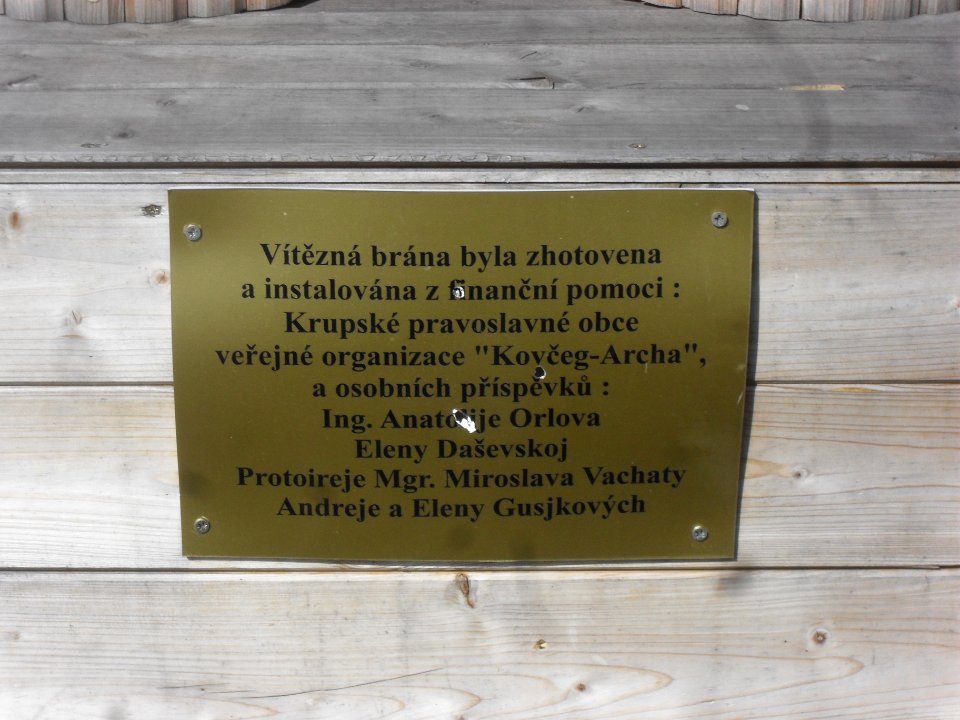 Vítězná brána byla zhotovena
a instalována z finanční pomoci :
Krupské pravoslavné obce
veřejné organizace "Kovčeg-Archa",
a osobních příspěvků :
Ing. Anatolije Orlova
Eleny Daševskoj
Protoireje Mgr. Miroslava Vachaty
Andreje a Eleny Gusjkových